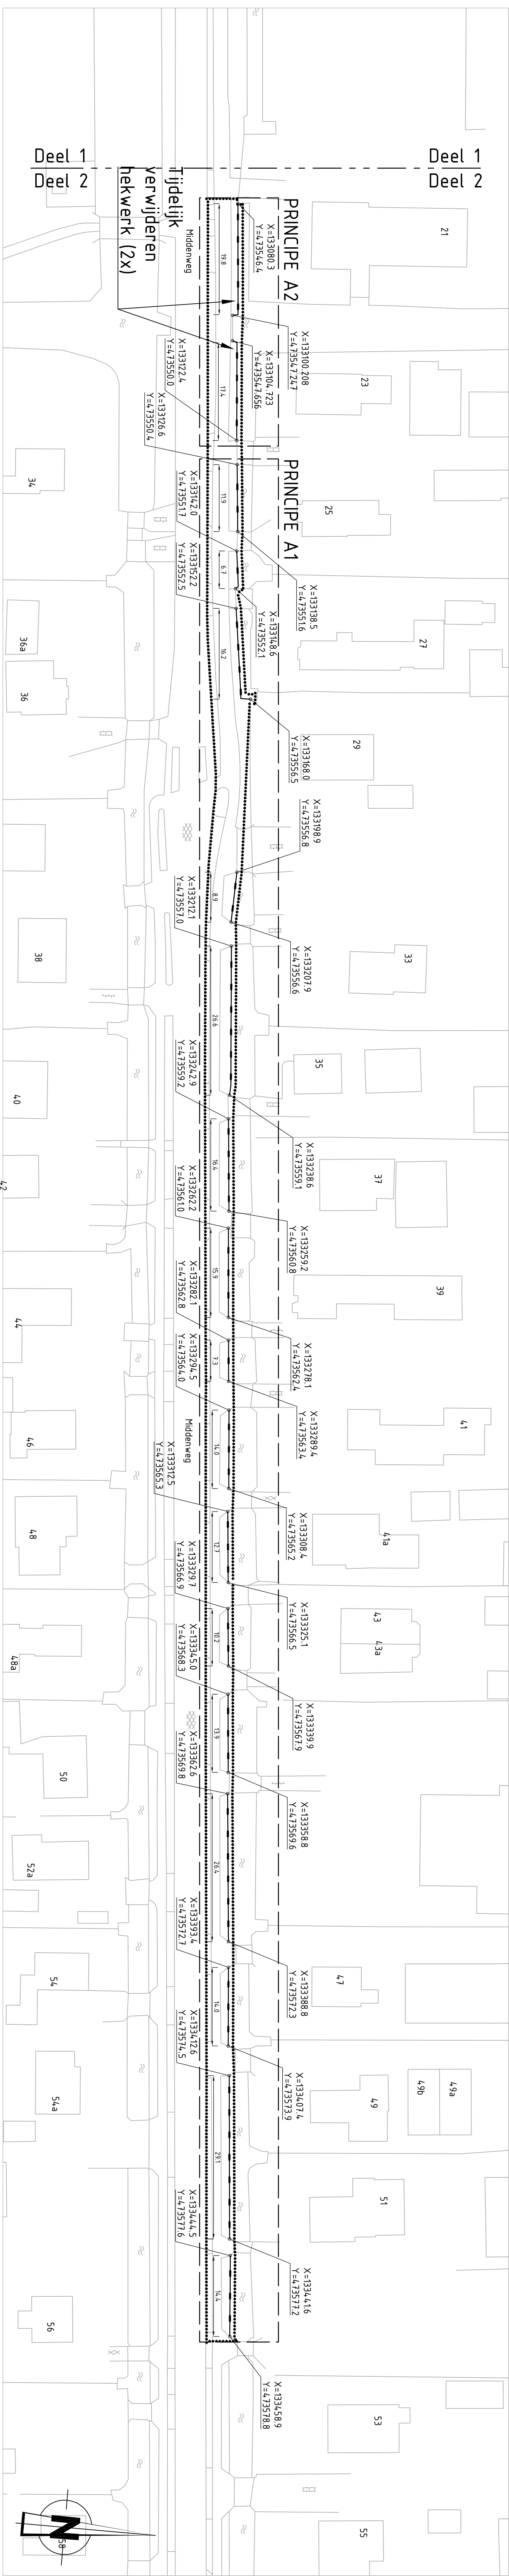 Deel 1
Deel 1
Deel 2
Deel 2
PRINCIPE A2
Tijdelijk
verwijderen
hekwerk (2x)
Middenweg
21
X=133080.3
Y=473546.4
19.8
X=133100.208
Y=473547.247
X=133104.723
Y=473547.656
23
17.4
X=133122.4
Y=473550.0
X=133126.6
Y=473550.4
PRINCIPE A1
34
25
11.9
X=133142.0
Y=473551.7
X=133138.5
Y=473551.6
6.7
X=133152.2
Y=473552.5
X=133148.6
Y=473552.1
27
36a
36
16.2
29
X=133168.0
Y=473556.5
X=133198.9
Y=473556.8
8.9
X=133212.1
Y=473557.0
X=133207.9
Y=473556.6
33
38
26.6
X=133242.9
Y=473559.2
35
40
X=133238.6
Y=473559.1
16.4
37
42
X=133262.2
Y=473561.0
X=133259.2
Y=473560.8
15.9
39
X=133282.1
Y=473562.8
X=133278.1
Y=473562.4
44
7.3
X=133294.5
Y=473564.0
X=133289.4
Y=473563.4
41
46
Middenweg
14.0
X=133312.5
Y=473565.3
X=133308.4
Y=473565.2
41a
48
12.7
X=133329.7
Y=473566.9
X=133325.1
Y=473566.5
43
43a
10.2
48a
X=133345.0
Y=473568.3
X=133339.9
Y=473567.9
13.9
50
X=133362.6
Y=473569.8
X=133358.8
Y=473569.6
52a
26.4
X=133393.4
Y=473572.7
X=133388.8
Y=473572.3
47
54
14.0
X=133412.6
Y=473574.5
X=133407.4
Y=473573.9
49
49b
49a
54a
29.1
51
X=133444.5
Y=473577.6
X=133441.6
Y=473577.2
56
14.4
X=133458.9
Y=473578.8
53
55
58
N